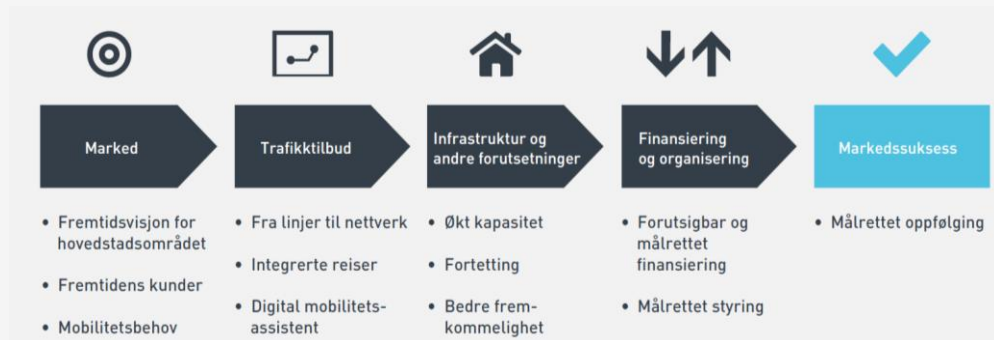 Marked
Trafikktilbud
Infrastruktur og
andre forutsetninger
Finansiering
og organisering
Markedssuksess
• Fremtidsvisjon for
hovedstadsområdet
• Fremtidens kunder
• Mobilitetsbehov
• Fra linjer til nettverk
• Integrerte reiser
• Digital mobilitets-
assistent
• Økt kapasitet
• Fortetting
• Bedre frem-
kommelighet
• Forutsigbar og
målrettet
finansiering
• Målrettet styring
• Målrettet oppfølging